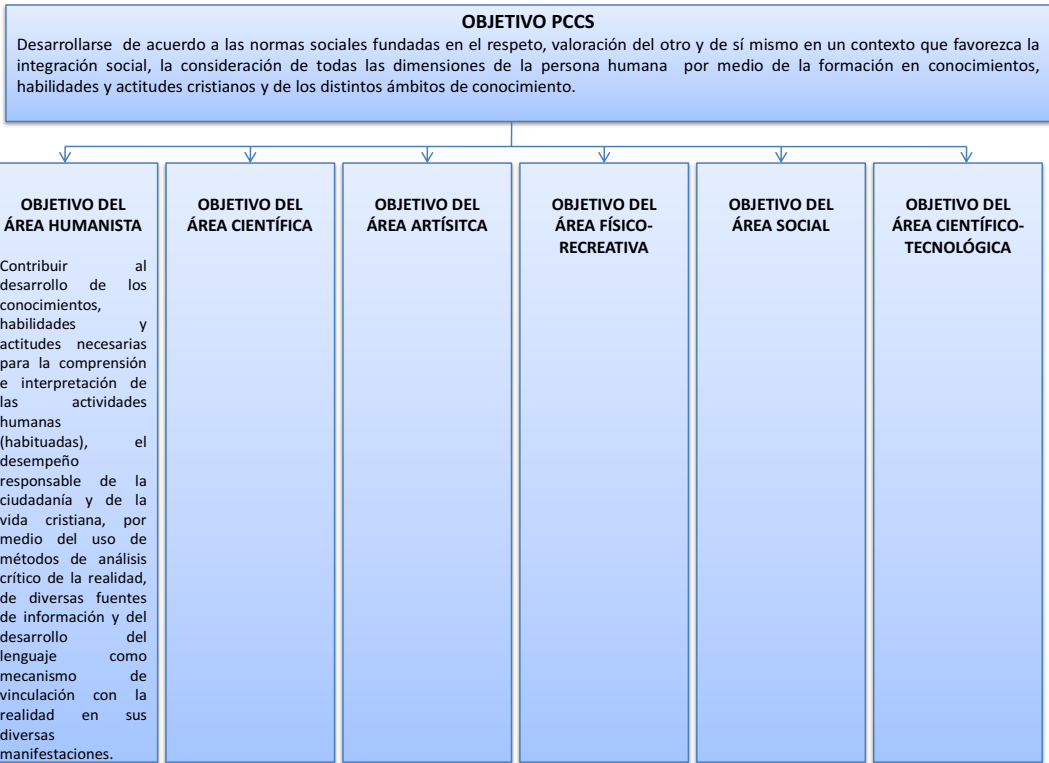 OBJETIVO PCCS
Desarrollarse de acuerdo a las normas sociales fundadas en el respeto, valoración del otro y de sí mismo en un contexto que favorezca la
integración social, la consideración de todas las dimensiones de la persona humana por medio de la formación en conocimientos,
habilidades y actitudes cristianos y de los distintos ámbitos de conocimiento.
OBJETIVO DEL
ÁREA HUMANISTA
Contribuir al
desarrollo de los
conocimientos,
habilidades y
actitudes necesarias
para la comprensión
e interpretación de
las actividades
humanas
(habituadas), el
desempeño
responsable de la
ciudadanía y de la
vida cristiana, por
medio del uso de
métodos de análisis
crítico de la realidad,
de diversas fuentes
de información y del
desarrollo del
lenguaje como
mecanismo de
vinculación con la
realidad en sus
diversas
manifestaciones.
OBJETIVO DEL
ÁREA CIENTÍFICA
OBJETIVO DEL
ÁREA ARTÍSITCA
OBJETIVO DEL
ÁREA FÍSICO-
RECREATIVA
OBJETIVO DEL
ÁREA SOCIAL
OBJETIVO DEL
ÁREA CIENTÍFICO-
TECNOLÓGICA